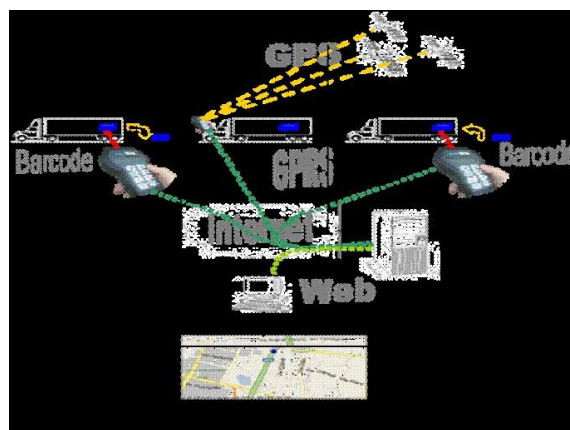 GPS
Barcode
GPRS
Barcode
Internet
Web